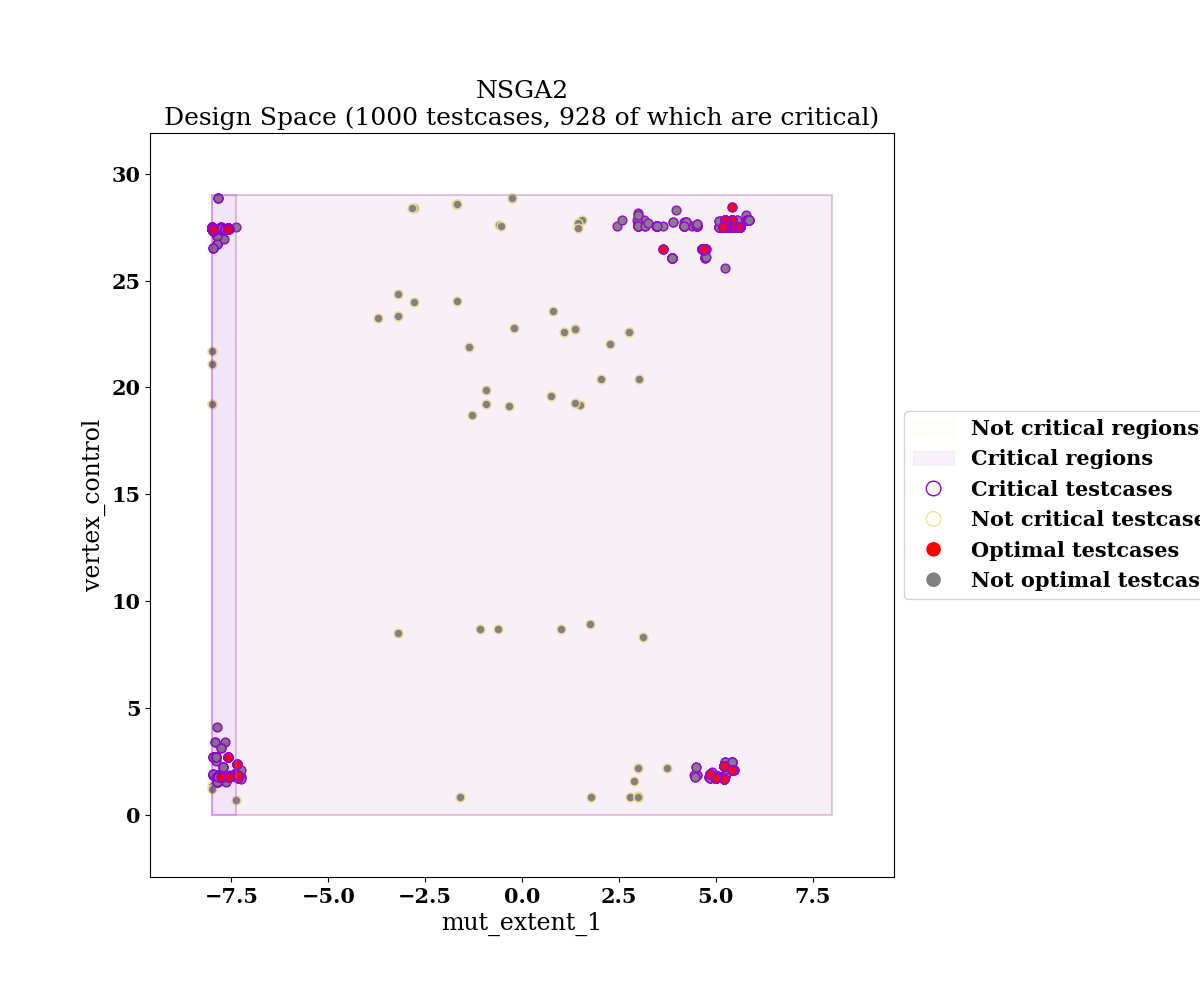 NSGA2
Design Space (1000 testcases, 928 of which are critical)
30
25
20
15
10
5
0
vertex_control
−7.5 −5.0 −2.5 0.0 2.5 5.0 7.5
mut_extent_1
Not critical regions
Critical regions
Critical testcases
Not critical testcase
Optimal testcases
Not optimal testcas